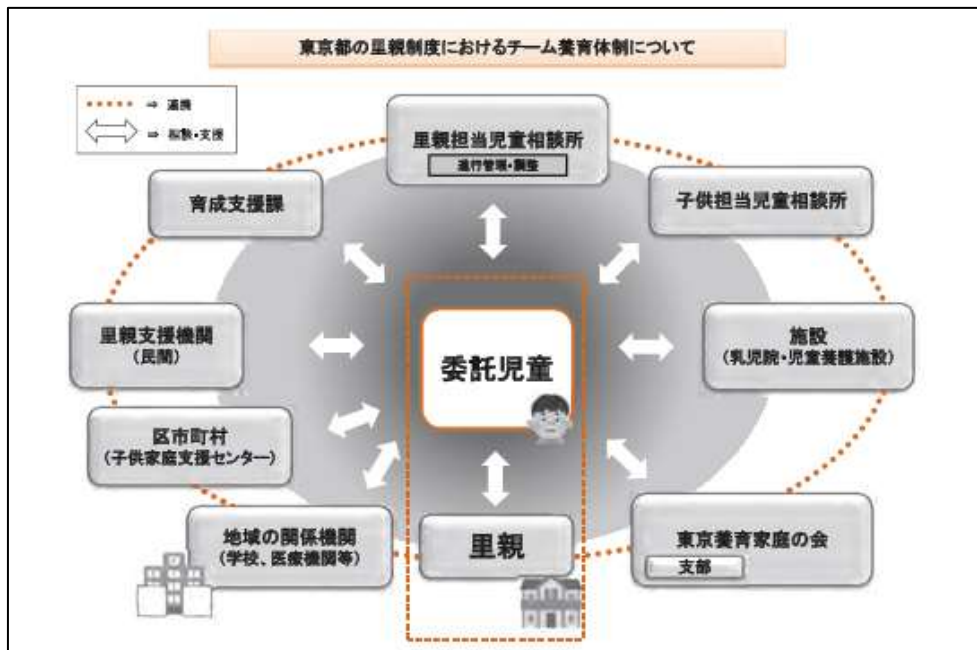 東京都の里親制度におけるチーム養育体制について
⇒ 連携
⇒ 相談・支援
里親担当児童相談所
進行管理・調整
育成支援課
子供担当児童相談所
里親支援機関
(民間)
委託児童
施設
(乳児院・児童養護施設)
区市町村
(子供家庭支援センター)
地域の関係機関
(学校、医療機関等)
里親
東京養育家庭の会
支部